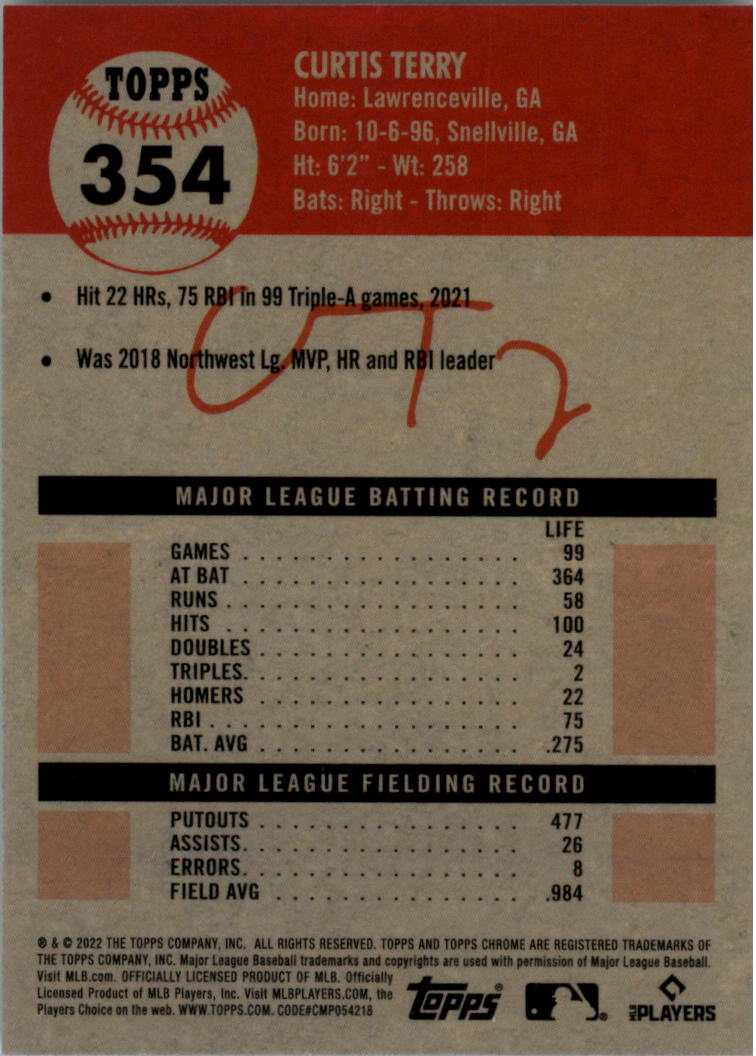 TOPPS
354
CURTIS TERRY
Home: Lawrenceville, GA
Born: 10-6-96, Snellville, GA
Ht: 6'2" - Wt: 258
Bats: Right - Throws: Right
• Hit 22 HRs, 75 RBI in 99 Triple-A games, 2021
• Was 2018 Northwest Lg. MVP, HR and RBI leader
MAJOR LEAGUE BATTING RECORD
LIFE
GAMES . . . . . . . . . . . . . . . . . . 99
AT BAT . . . . . . . . . . . . . . . . . . 364
RUNS . . . . . . . . . . . . . . . . . . . 58
HITS . . . . . . . . . . . . . . . . . . . 100
DOUBLES . . . . . . . . . . . . . . . . . 24
TRIPLES. . . . . . . . . . . . . . . . . . 2
HOMERS . . . . . . . . . . . . . . . . . 22
RBI . . . . . . . . . . . . . . . . . . . . 75
BAT. AVG . . . . . . . . . . . . . . . . . .275
MAJOR LEAGUE FIELDING RECORD
PUTOUTS . . . . . . . . . . . . . . . . . 477
ASSISTS. . . . . . . . . . . . . . . . . . 26
ERRORS. . . . . . . . . . . . . . . . . . 8
FIELD AVG . . . . . . . . . . . . . . . . .984
® & © 2022 THE TOPPS COMPANY, INC. ALL RIGHTS RESERVED. TOPPS AND TOPPS CHROME ARE REGISTERED TRADEMARKS OF
THE TOPPS COMPANY, INC. Major League Baseball trademarks and copyrights are used with permission of Major League Baseball.
Visit MLB.com. OFFICIALLY LICENSED PRODUCT OF MLB. Officially
Licensed Product of MLB Players, Inc. Visit MLBPLAYERS.COM, the
Players Choice on the web. WWW.TOPPS.COM. CODE#CMP054218
topps®
MLB PLAYERS